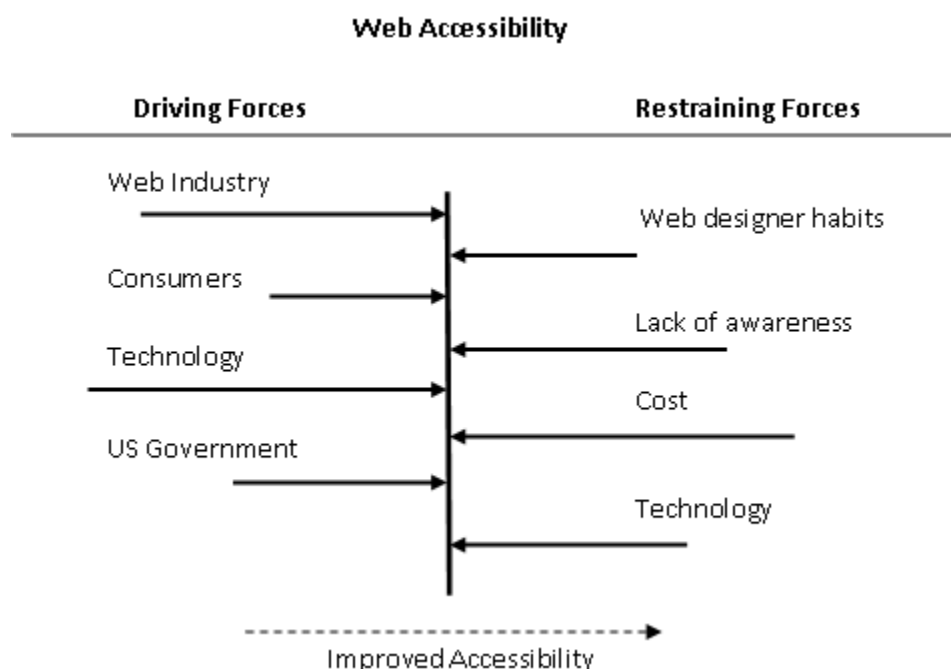 Web Accessibility
Driving Forces
Restraining Forces
Web Industry
Web designer habits
Consumers
Lack of awareness
Technology
Cost
US Government
Technology
Improved Accessibility